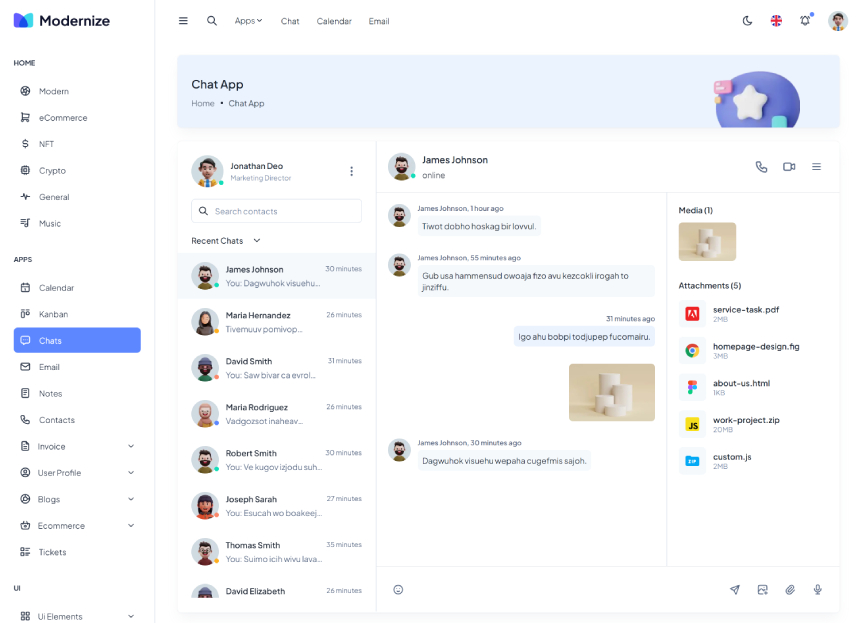 Modernize
Apps
Chat
Calendar
Email
HOME
Modern
eCommerce
NFT
Crypto
General
Music
APPS
Calendar
Kanban
Chats
Email
Notes
Contacts
Invoice
User Profile
Blogs
Ecommerce
Tickets
UI
Ui Elements
Chat App
Home • Chat App
Jonathan Deo
Marketing Director
Search contacts
Recent Chats
James Johnson 30 minutes
You: Dagwuhok visuehu...
Maria Hernandez 26 minutes
Tivemuuv pomivop...
David Smith 31 minutes
You: Saw bivar ca evrol...
Maria Rodriguez 26 minutes
Vadgozsot inaheav...
Robert Smith 30 minutes
You: Ve kugov izjodu suh...
Joseph Sarah 27 minutes
You: Esucah wo boakeej...
Thomas Smith 35 minutes
You: Suimo icih wivu lava...
David Elizabeth 26 minutes
James Johnson
online
James Johnson, 1 hour ago
Tiwot dobho hoskag bir lovvul.
James Johnson, 55 minutes ago
Gub usa hammensud owoaja fizo avu kezcokli irogah to
jinziffu.
31 minutes ago
Igo ahu bobpi todjupep fucomairu.
James Johnson, 30 minutes ago
Dagwuhok visuehu wepaha cugefmis sajoh.
Media (1)
Attachments (5)
service-task.pdf
2MB
homepage-design.fig
3MB
about-us.html
1KB
JS
work-project.zip
20MB
ZIP
custom.js
2MB